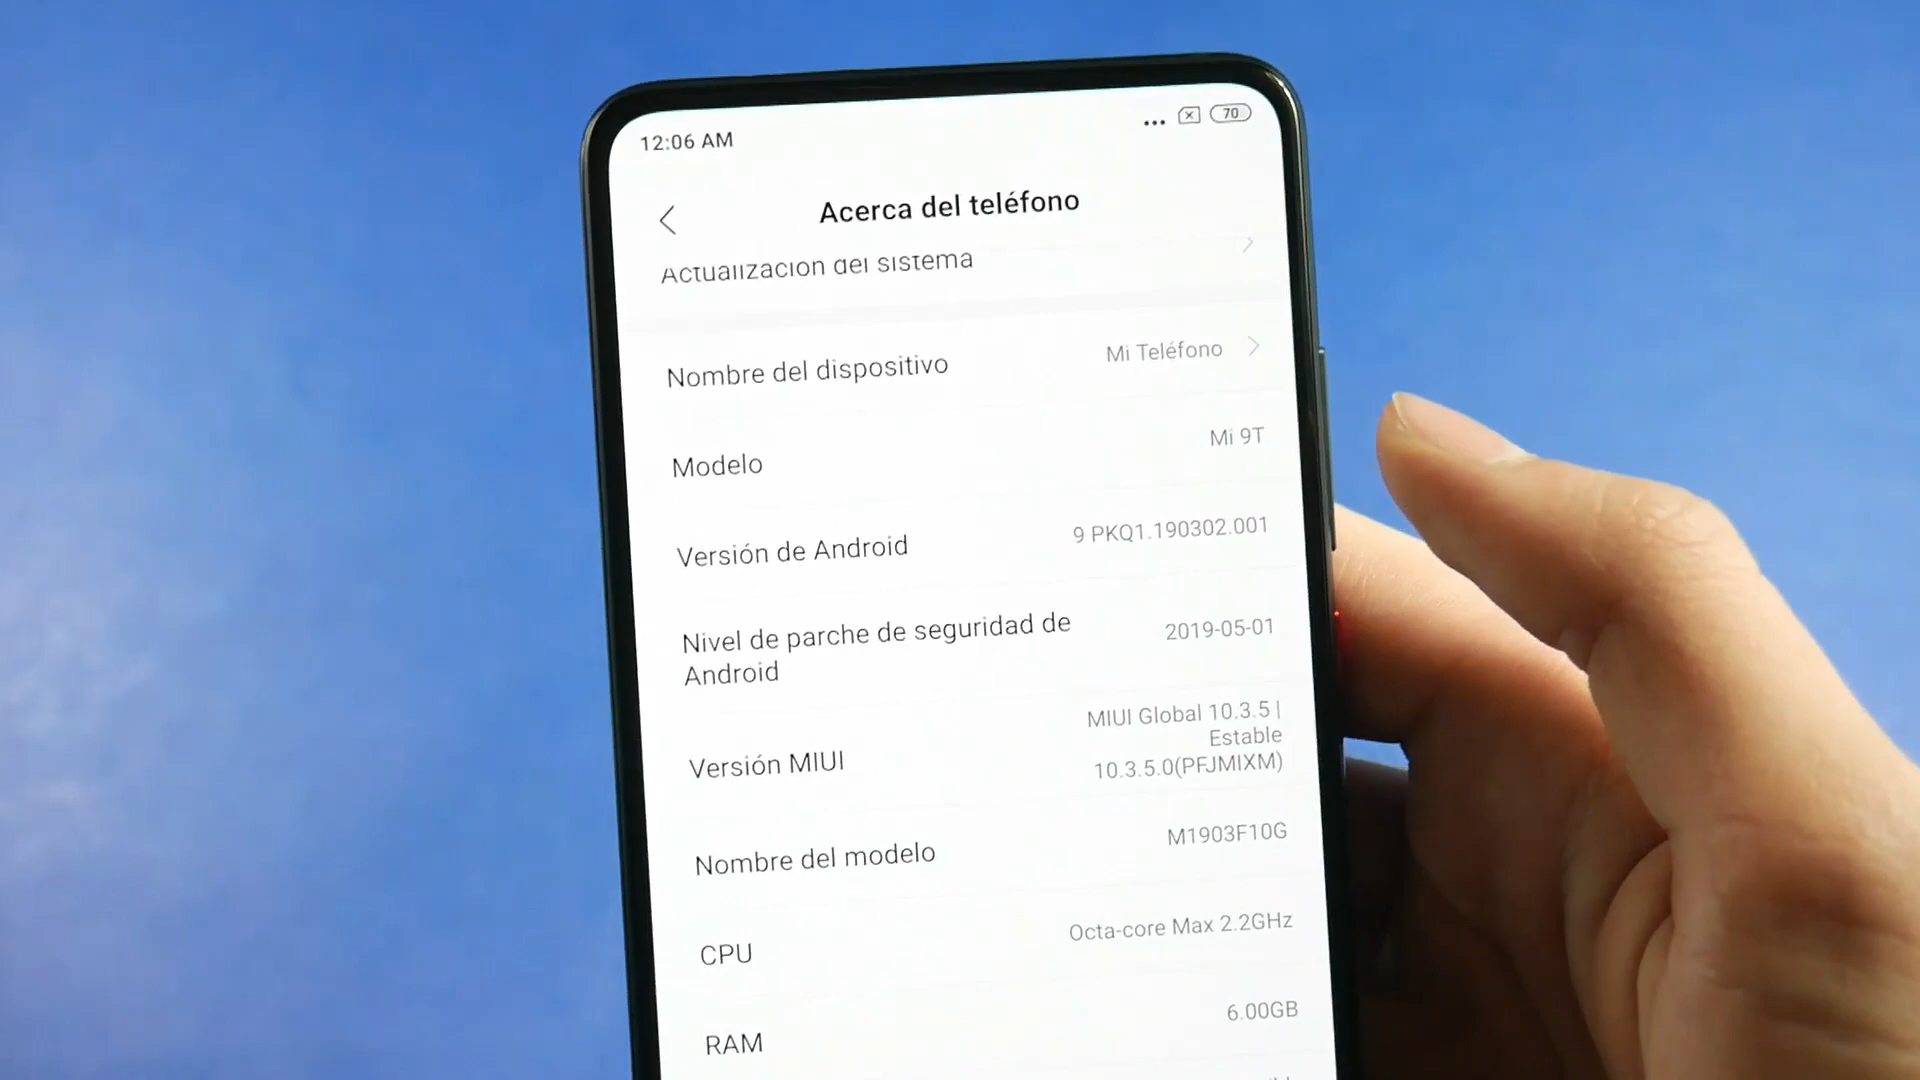 12:06 AM
70
Acerca del teléfono
Actualización del sistema
Nombre del dispositivo
Mi Teléfono
Modelo
Mi 9T
Versión de Android
9 PKQ1.190302.001
Nivel de parche de seguridad de
Android
2019-05-01
Versión MIUI
MIUI Global 10.3.5 |
Estable
10.3.5.0(PFJMIXM)
Nombre del modelo
M1903F10G
CPU
Octa-core Max 2.2GHz
RAM
6.00GB